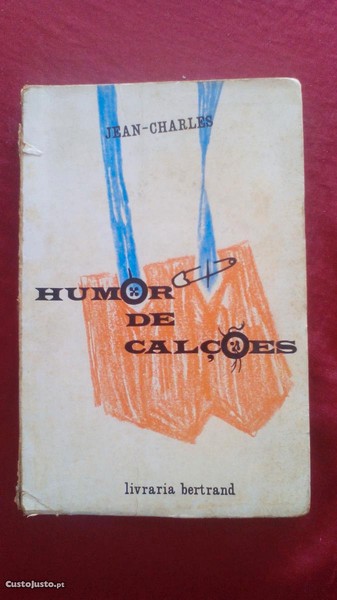 JEAN-CHARLES
HUMOR
DE
CALÇÕES
livraria bertrand
CustoJusto.pt